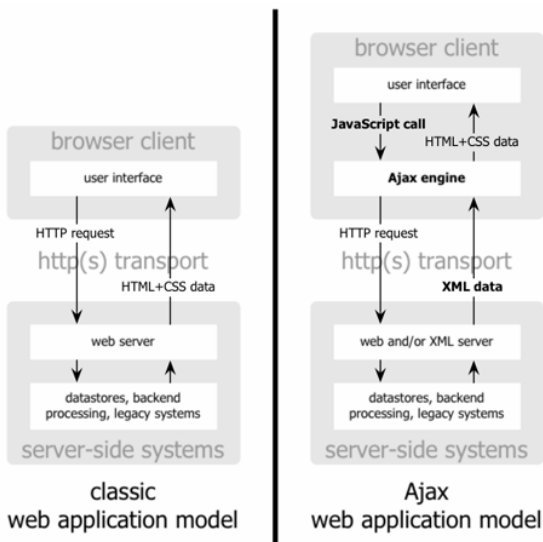 browser client
user interface
HTTP request
http(s) transport
HTML+CSS data
web server
datastores, backend
processing, legacy systems
server-side systems
classic
web application model
browser client
user interface
JavaScript call
HTML+CSS data
Ajax engine
HTTP request
http(s) transport
XML data
web and/or XML server
datastores, backend
processing, legacy systems
server-side systems
Ajax
web application model